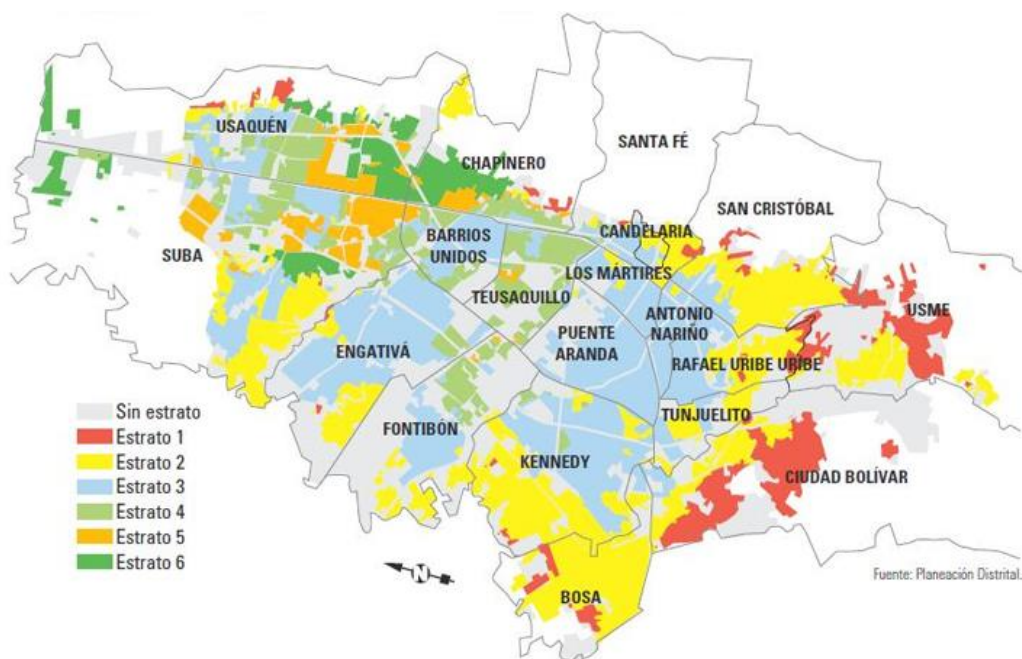 USAQUÉN
SANTA FÉ
CHAPINERO
SAN CRISTÓBAL
CANDELARIA
BARRIOS
UNIDOS
SUBA
LOS MÁRTIRES
TEUSAQUILLO
ANTONIO
NARIÑO
USME
PUENTE
ARANDA
ENGATIVÁ
RAFAEL URIBE URIBE
Sin estrato
Estrato 1
Estrato 2
Estrato 3
Estrato 4
Estrato 5
Estrato 6
FONTIBÓN
TUNJUELITO
KENNEDY
CIUDAD BOLÍVAR
N
Fuente: Planeación Distrital.
BOSA